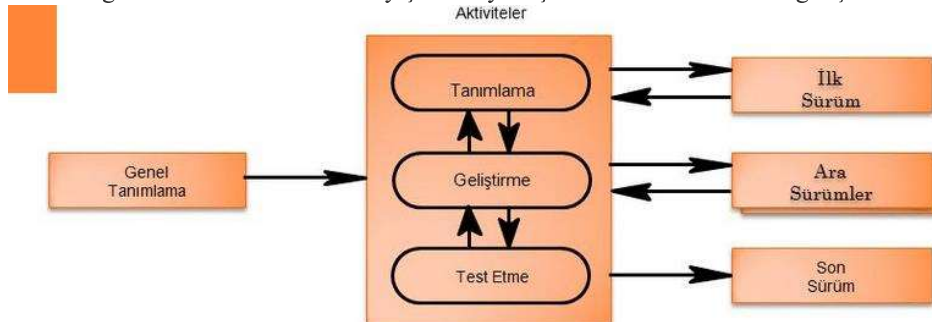 Aktiviteler
Tanımlama
İlk
Sürüm
Genel
Tanımlama
Geliştirme
Ara
Sürümler
Test Etme
Son
Sürüm